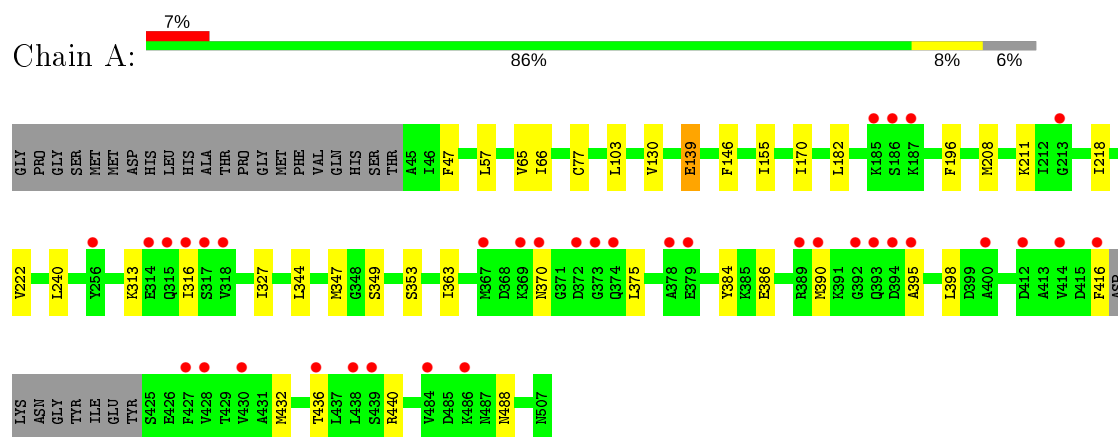 7%
Chain A:
86%
8%
6%
GLY PRO GLY SER MET MET ASP HIS LEU HIS ALA THR PRO GLY MET PHE VAL GLN HIS SER THR A45 I46 F47 L57 V65 I66 C77 L103 V130 E139 F146 I155 I170 L182 K185 S186 K187 F196 M208 K211 I212 G213 I218
V222 L240 Y256 K313 E314 Q315 I316 S317 V318 I327 L344 M347 G348 S349 S353 I363 M367 D368 K369 N370 G371 D372 G373 Q374 L375 A378 E379 Y384 K385 E386 R389 M390 K391 G392 Q393 D394 A395 L398 D399 A400 D412 A413 V414 D415 F416 ASP
LYS ASN GLY TYR ILE GLU TYR S425 E426 F427 V428 T429 V430 A431 M432 T436 L437 L438 S439 R440 V484 D485 K486 N487 N488 N507